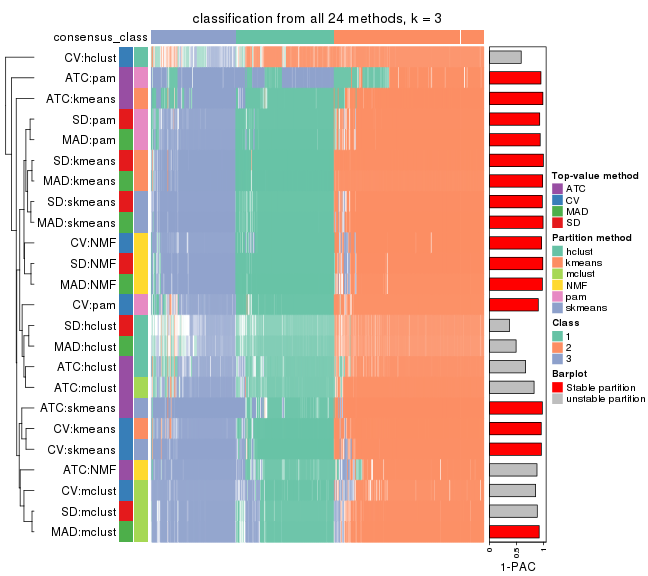 classification from all 24 methods, k = 3
consensus_class
CV:hclust
ATC:pam
ATC:kmeans
SD:pam
MAD:pam
SD:kmeans
MAD:kmeans
SD:skmeans
MAD:skmeans
CV:NMF
SD:NMF
MAD:NMF
CV:pam
SD:hclust
MAD:hclust
ATC:hclust
ATC:mclust
ATC:skmeans
CV:kmeans
CV:skmeans
ATC:NMF
CV:mclust
SD:mclust
MAD:mclust
0
0.5
1
1-PAC
Top-value method
ATC
CV
MAD
SD
Partition method
hclust
kmeans
mclust
NMF
pam
skmeans
Class
1
2
3
Barplot
Stable partition
unstable partition